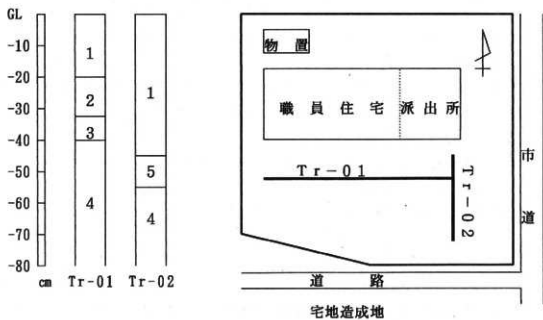 GL
-10
-20
-30
-40
-50
-60
-70
-80
cm
1
2
3
4
Tr-01
1
5
4
Tr-02
物置
職員住宅
派出所
Tr-01
Tr-02
市道
道路
宅地造成地